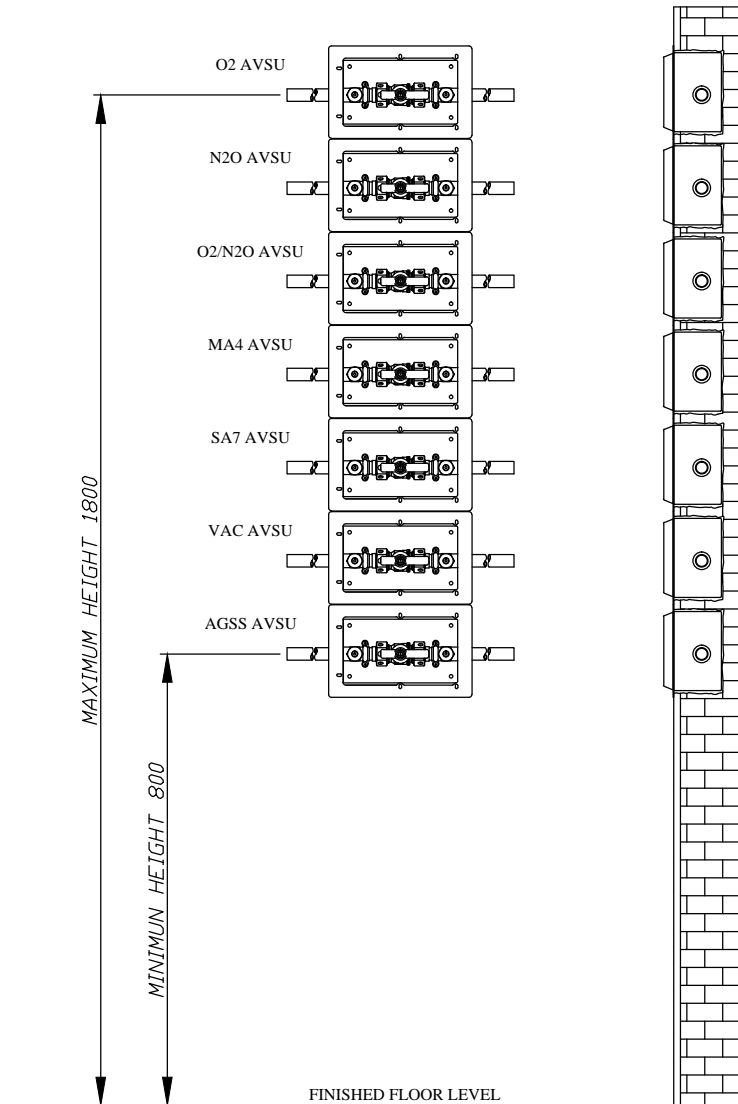 O2 AVSU
N2O AVSU
O2/N2O AVSU
MA4 AVSU
SA7 AVSU
VAC AVSU
AGSS AVSU
MAXIMUM HEIGHT 1800
MINIMUN HEIGHT 800
FINISHED FLOOR LEVEL